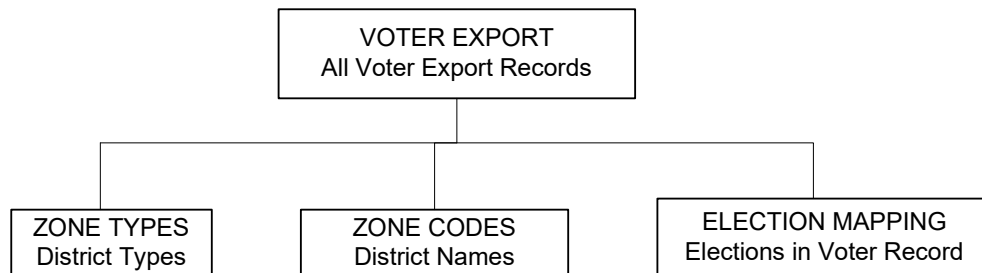 VOTER EXPORT
All Voter Export Records
ZONE TYPES
District Types
ZONE CODES
District Names
ELECTION MAPPING
Elections in Voter Record